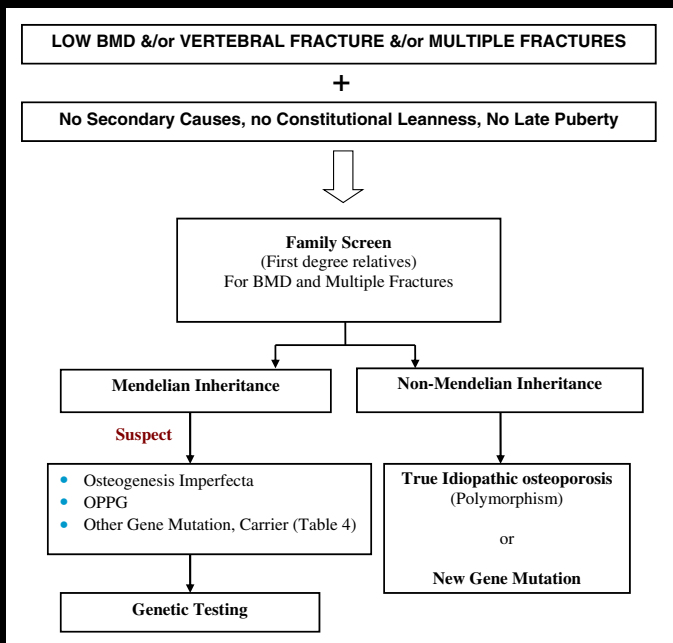 LOW BMD &/or VERTEBRAL FRACTURE &/or MULTIPLE FRACTURES
+
No Secondary Causes, no Constitutional Leanness, No Late Puberty
Family Screen
(First degree relatives)
For BMD and Multiple Fractures
Mendelian Inheritance
Non-Mendelian Inheritance
Suspect
• Osteogenesis Imperfecta
• OPPG
• Other Gene Mutation, Carrier (Table 4)
True Idiopathic osteoporosis
(Polymorphism)
or
New Gene Mutation
Genetic Testing